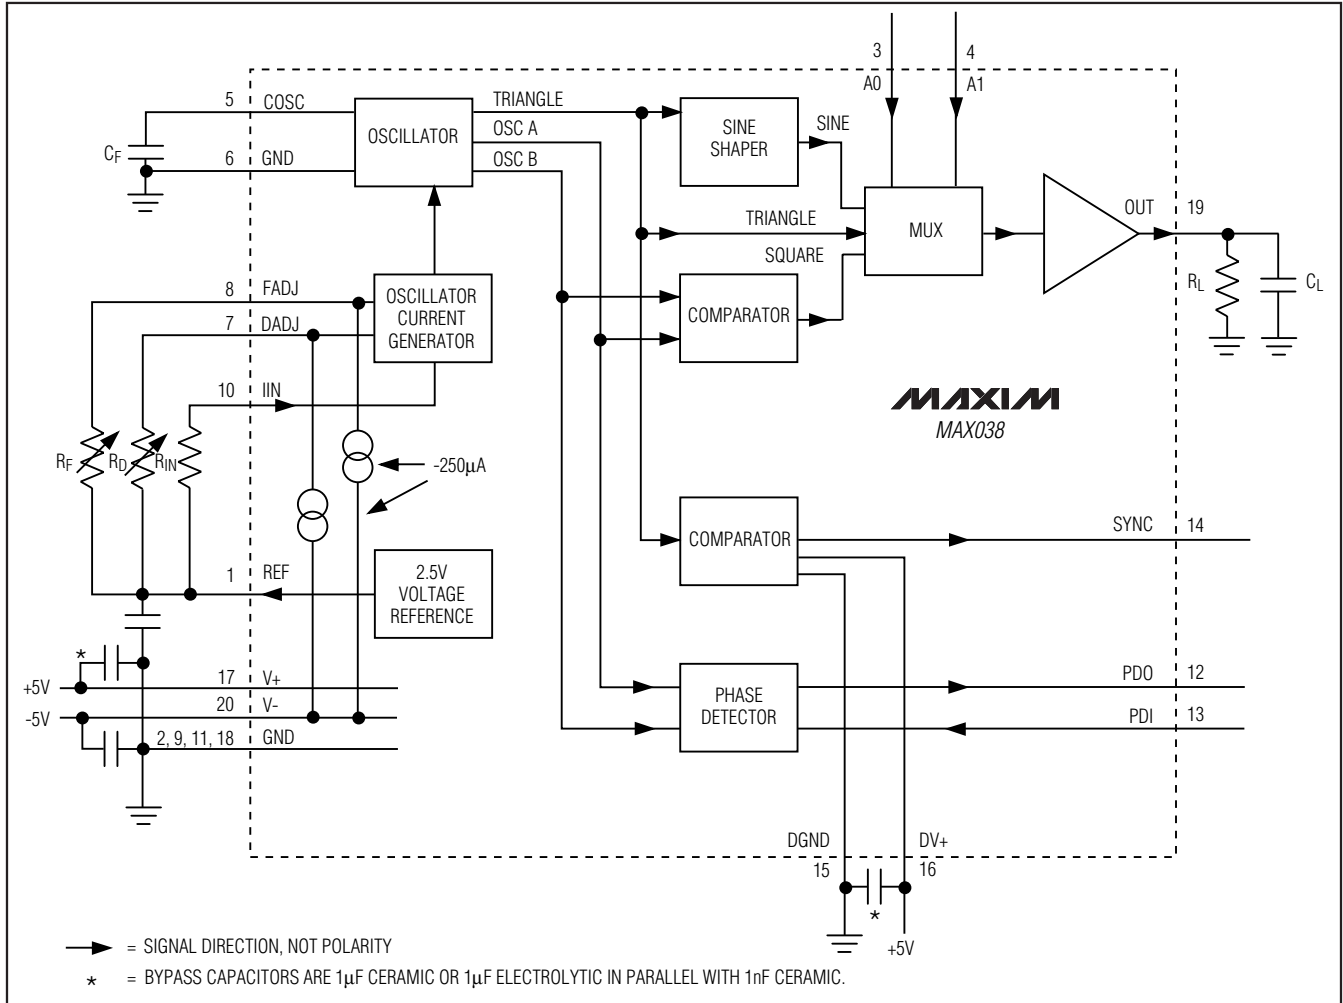 3
4
A0
A1
5
COSC
OSCILLATOR
TRIANGLE
OSC A
OSC B
SINE
SHAPER
SINE
CF
6
GND
TRIANGLE
MUX
OUT
19
SQUARE
RL
CL
8
FADJ
7
DADJ
OSCILLATOR
CURRENT
GENERATOR
COMPARATOR
10
IIN
MAXIM
MAX038
RF
RD
RIN
-250µA
COMPARATOR
SYNC
14
1
REF
2.5V
VOLTAGE
REFERENCE
*
+5V
17
V+
-5V
20
V-
2, 9, 11, 18
GND
PHASE
DETECTOR
PDO
12
PDI
13
DGND
DV+
15
16
*
+5V
= SIGNAL DIRECTION, NOT POLARITY
* = BYPASS CAPACITORS ARE 1µF CERAMIC OR 1µF ELECTROLYTIC IN PARALLEL WITH 1nF CERAMIC.